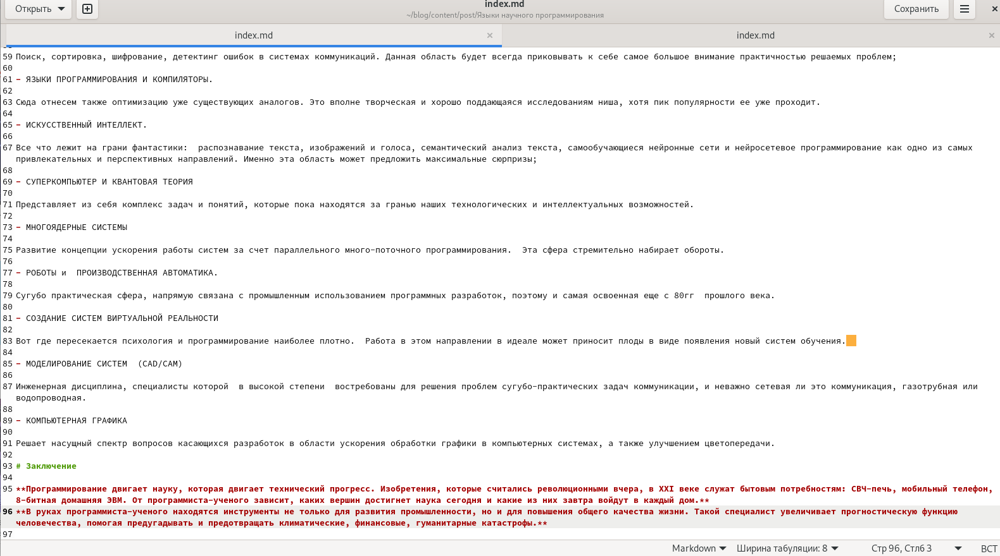 index.md
Открыть
~/blog/content/post/Языки научного программирования
Сохранить
index.md
index.md
59 Поиск, сортировка, шифрование, детектинг ошибок в системах коммуникаций. Данная область будет всегда приковывать к себе самое большое внимание практичностью решаемых проблем;
60
61 - ЯЗЫКИ ПРОГРАММИРОВАНИЯ И КОМПИЛЯТОРЫ.
62
63 Сюда отнесем также оптимизацию уже существующих аналогов. Это вполне творческая и хорошо поддающаяся исследованиям ниша, хотя пик популярности ее уже проходит.
64
65 - ИСКУССТВЕННЫЙ ИНТЕЛЛЕКТ.
66
67 Все что лежит на грани фантастики:  распознавание текста, изображений и голоса, семантический анализ текста, самообучающиеся нейронные сети и нейросетевое программирование как одно из самых
привлекательных и перспективных направлений. Именно эта область может предложить максимальные сюрпризы;
68
69 - СУПЕРКОМПЬЮТЕР И КВАНТОВАЯ ТЕОРИЯ
70
71 Представляет из себя комплекс задач и понятий, которые пока находятся за гранью наших технологических и интеллектуальных возможностей.
72
73 - МНОГОЯДЕРНЫЕ СИСТЕМЫ
74
75 Развитие концепции ускорения работы систем за счет параллельного много-поточного программирования.  Эта сфера стремительно набирает обороты.
76
77 - РОБОТЫ и  ПРОИЗВОДСТВЕННАЯ АВТОМАТИКА.
78
79 Сугубо практическая сфера, напрямую связана с промышленным использованием программных разработок, поэтому и самая освоенная еще с 80гг  прошлого века.
80
81 - СОЗДАНИЕ СИСТЕМ ВИРТУАЛЬНОЙ РЕАЛЬНОСТИ
82
83 Вот где пересекается психология и программирование наиболее плотно.  Работа в этом направлении в идеале может приносит плоды в виде появления новый систем обучения.
84
85 - МОДЕЛИРОВАНИЕ СИСТЕМ  (CAD/CAM)
86
87 Инженерная дисциплина, специалисты которой  в высокой степени  востребованы для решения проблем сугубо-практических задач коммуникации, и неважно сетевая ли это коммуникация, газотрубная или
водопроводная.
88
89 - КОМПЬЮТЕРНАЯ ГРАФИКА
90
91 Решает насущный спектр вопросов касающихся разработок в области ускорения обработки графики в компьютерных системах, а также улучшением цветопередачи.
92
93 # Заключение
94
95 **Программирование двигает науку, которая двигает технический прогресс. Изобретения, которые считались революционными вчера, в XXI веке служат бытовым потребностям: СВЧ-печь, мобильный телефон,
8-битная домашняя ЭВМ. От программиста-ученого зависит, каких вершин достигнет наука сегодня и какие из них завтра войдут в каждый дом.**
96 **В руках программиста-ученого находятся инструменты не только для развития промышленности, но и для повышения общего качества жизни. Такой специалист увеличивает прогностическую функцию
человечества, помогая предугадывать и предотвращать климатические, финансовые, гуманитарные катастрофы.**
97
Markdown
Ширина табуляции: 8
Стр 96, Стлб 3
ВСТ